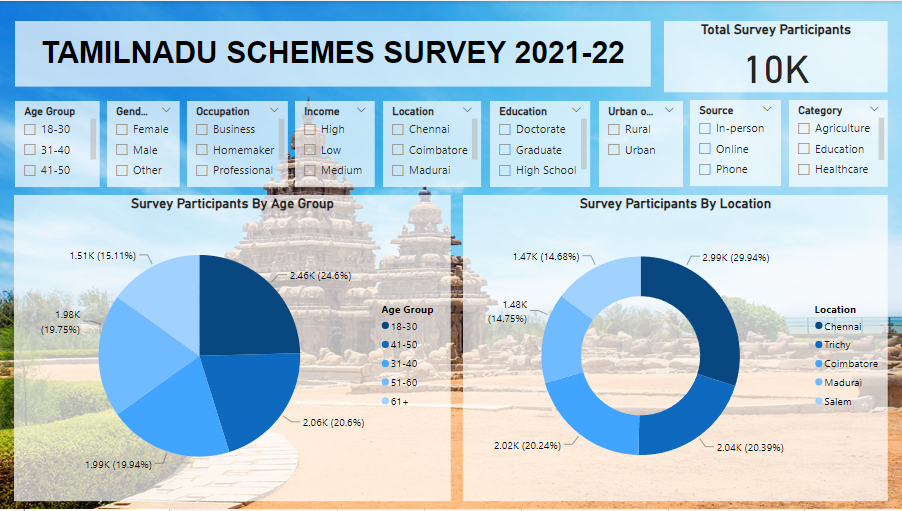 TAMILNADU SCHEMES SURVEY 2021-22
Total Survey Participants
10K
Age Group
18-30
31-40
41-50
Gend...
Female
Male
Other
Occupation
Business
Homemaker
Professional
Income
High
Low
Medium
Location
Chennai
Coimbatore
Madurai
Education
Doctorate
Graduate
High School
Urban o...
Rural
Urban
Source
In-person
Online
Phone
Category
Agriculture
Education
Healthcare
Survey Participants By Age Group
1.51K (15.11%)
2.46K (24.6%)
1.98K
(19.75%)
2.06K (20.6%)
1.99K (19.94%)
Age Group
18-30
41-50
31-40
51-60
61+
Survey Participants By Location
1.47K (14.68%)
2.99K (29.94%)
1.48K
(14.75%)
2.02K (20.24%)
2.04K (20.39%)
Location
Chennai
Trichy
Coimbatore
Madurai
Salem